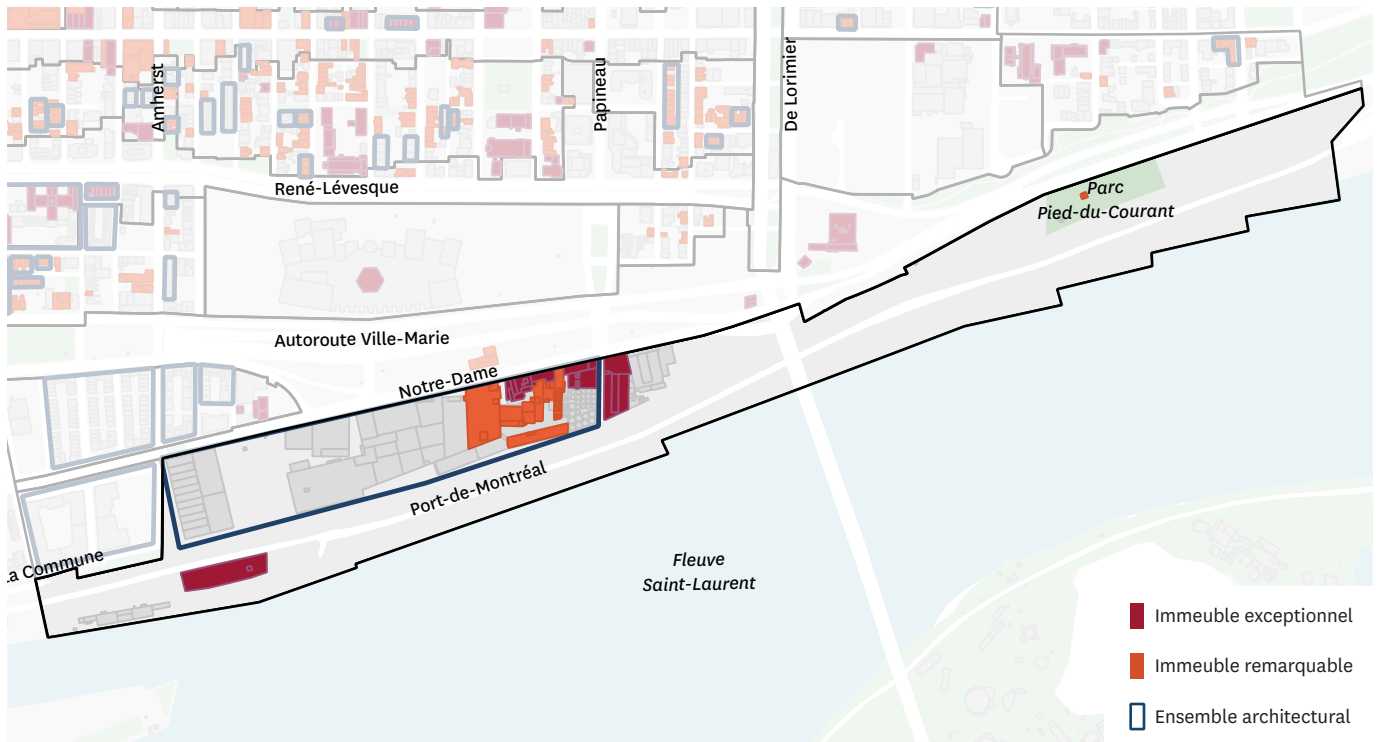 Amherst
Papineau
De Lorimier
René-Lévesque
Parc
Pied-du-Courant
Autoroute Ville-Marie
Notre-Dame
Port-de-Montréal
La Commune
Fleuve
Saint-Laurent
Immeuble exceptionnel
Immeuble remarquable
Ensemble architectural